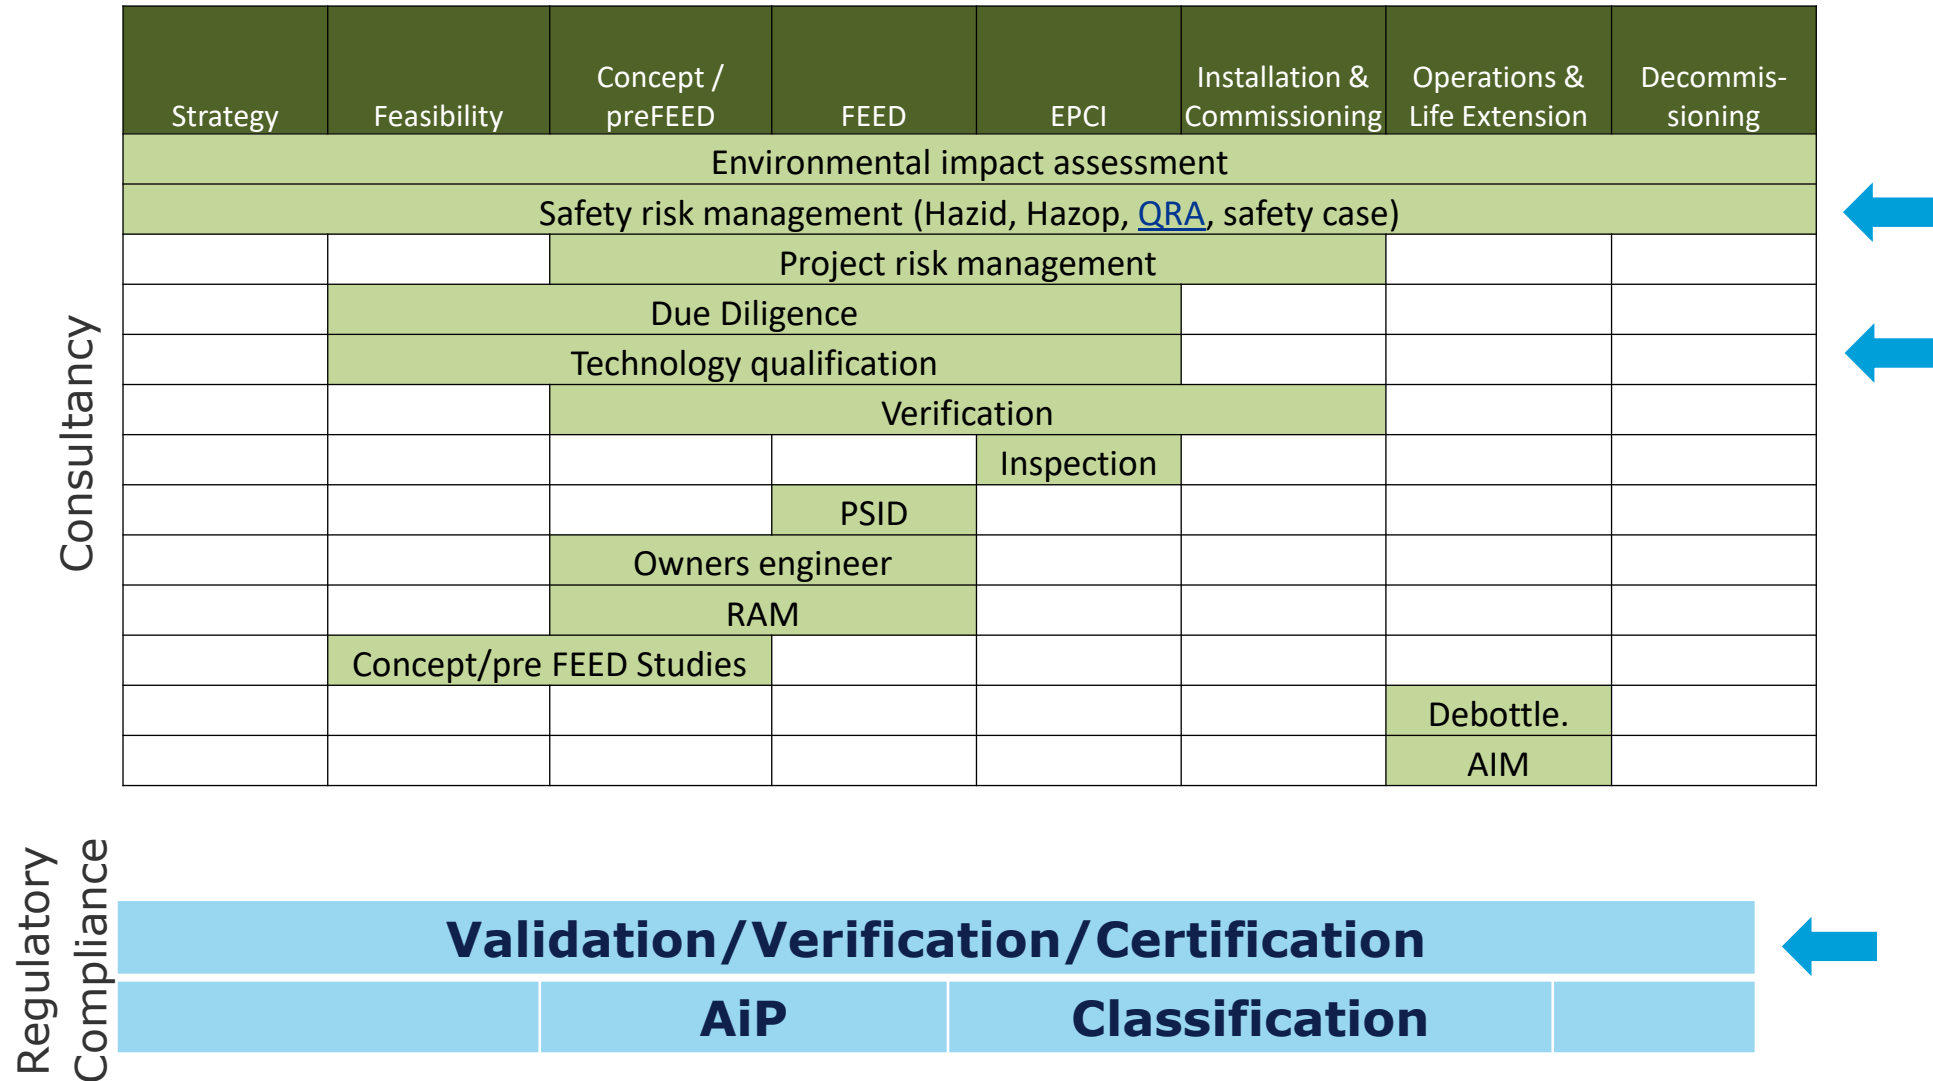 Strategy
Feasibility
Concept /
preFEED
FEED
EPCI
Installation &
Commissioning
Operations &
Life Extension
Decommis-
sioning
Consultancy
Environmental impact assessment
Safety risk management (Hazid, Hazop, QRA, safety case)
Project risk management
Due Diligence
Technology qualification
Verification
Inspection
PSID
Owners engineer
RAM
Concept/pre FEED Studies
Debottle.
AIM
Regulatory
Compliance
Validation/Verification/Certification
AiP
Classification